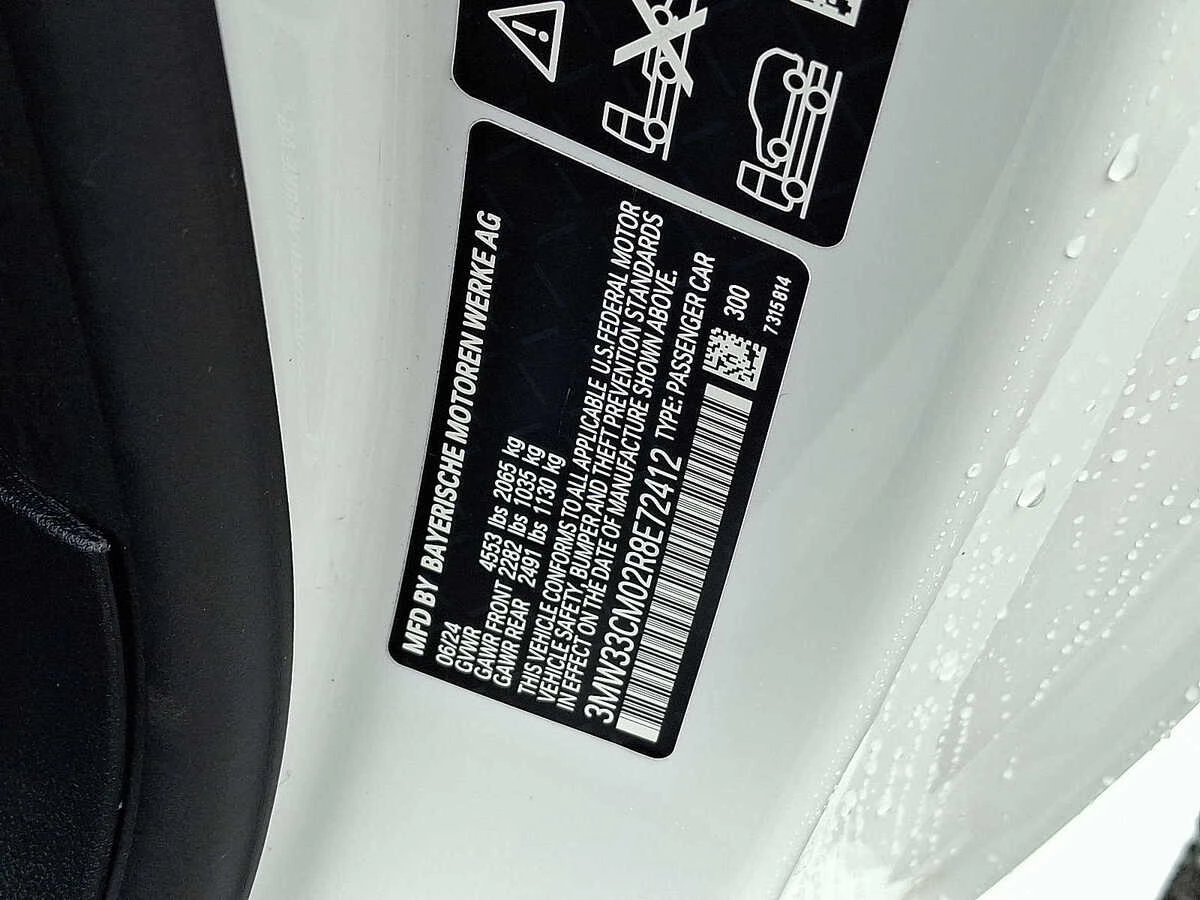 MFD BY BAYERISCHE MOTOREN WERKE AG
06/24
GVWR 4553 lbs 2065 kg
GAWR FRONT 2282 lbs 1035 kg
GAWR REAR 2491 lbs 1130 kg
THIS VEHICLE CONFORMS TO ALL APPLICABLE U.S.FEDERAL MOTOR
VEHICLE SAFETY, BUMPER AND THEFT PREVENTION STANDARDS
IN EFFECT ON THE DATE OF MANUFACTURE SHOWN ABOVE.
3MW33CM02R8E72412 TYPE: PASSENGER CAR
300
7315814